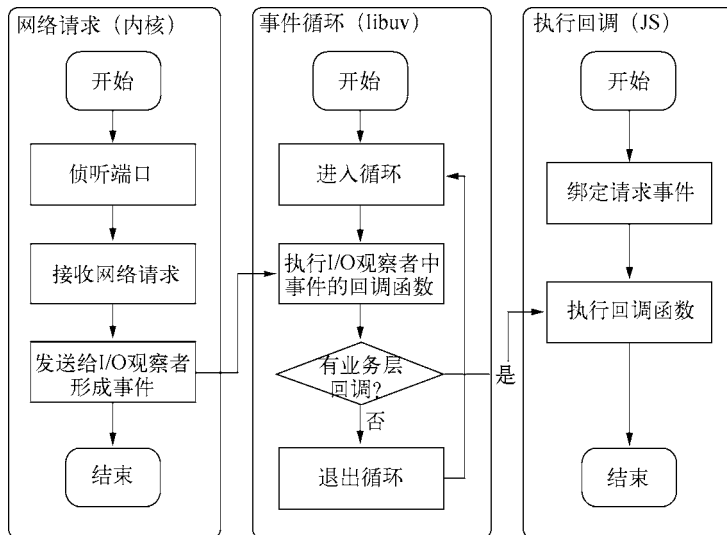 网络请求（内核）
开始
侦听端口
接收网络请求
发送给I/O观察者
形成事件
结束
事件循环（libuv）
开始
进入循环
执行I/O观察者中
事件的回调函数
有业务层
回调？
是
否
退出循环
执行回调（JS）
开始
绑定请求事件
执行回调函数
结束